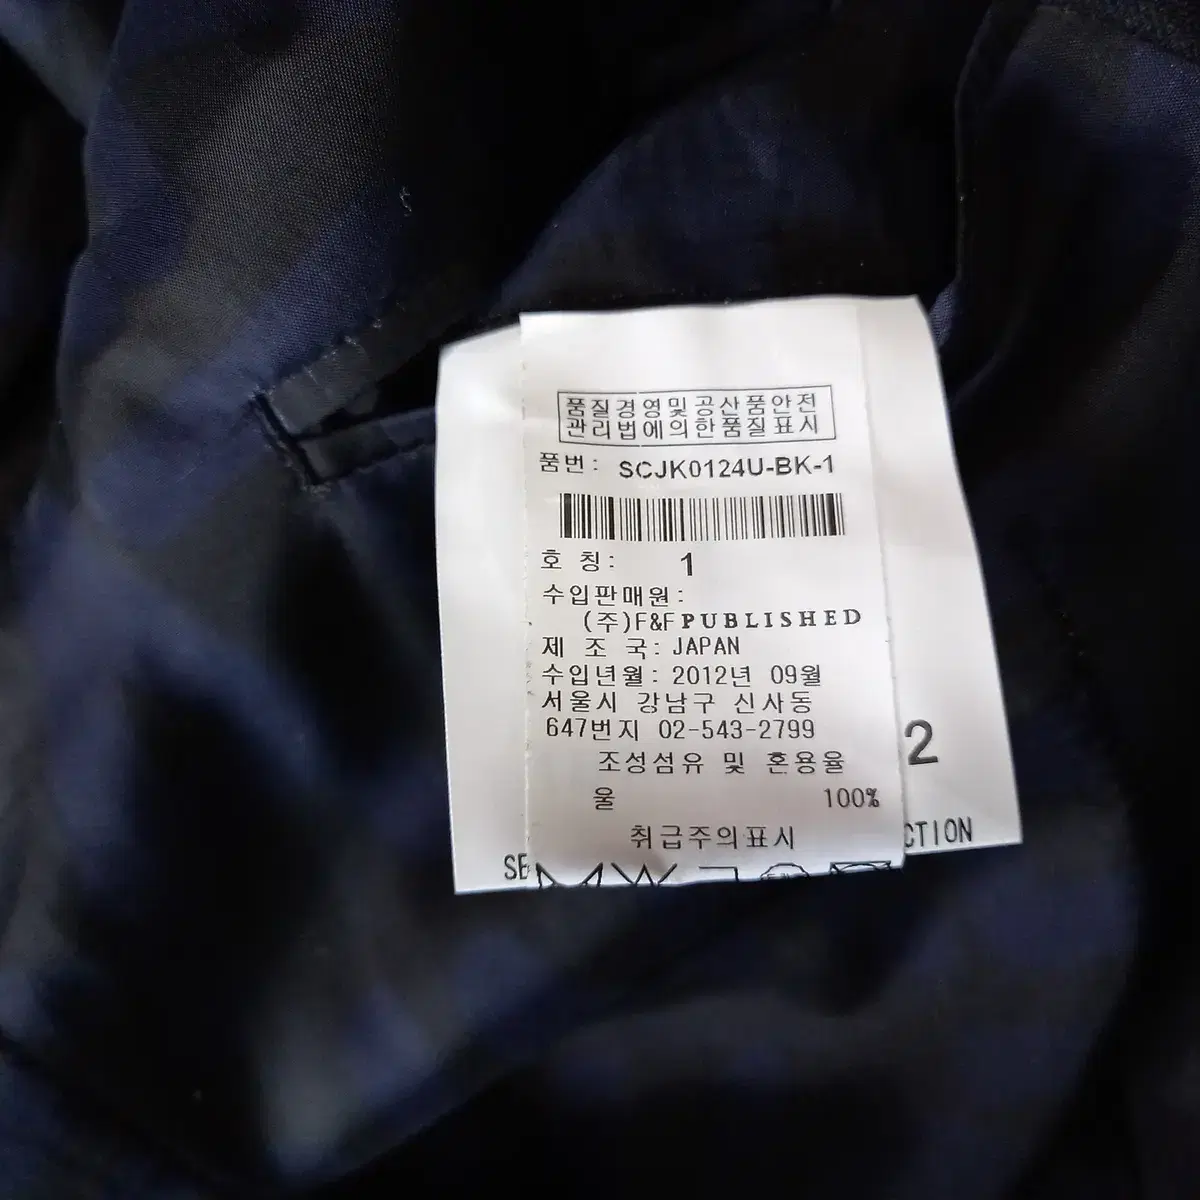 품질경영및공산품안전
관리법에의한품질표시
품번: SCJK0124U-BK-1
호 칭: 1
수입판매원:
(주)F&F PUBLISHED
제 조 국: JAPAN
수입년월: 2012년 09월
서울시 강남구 신사동
647번지 02-543-2799
조성섬유 및 혼용율
울 100%
취급주의표시
2
SE
CTION